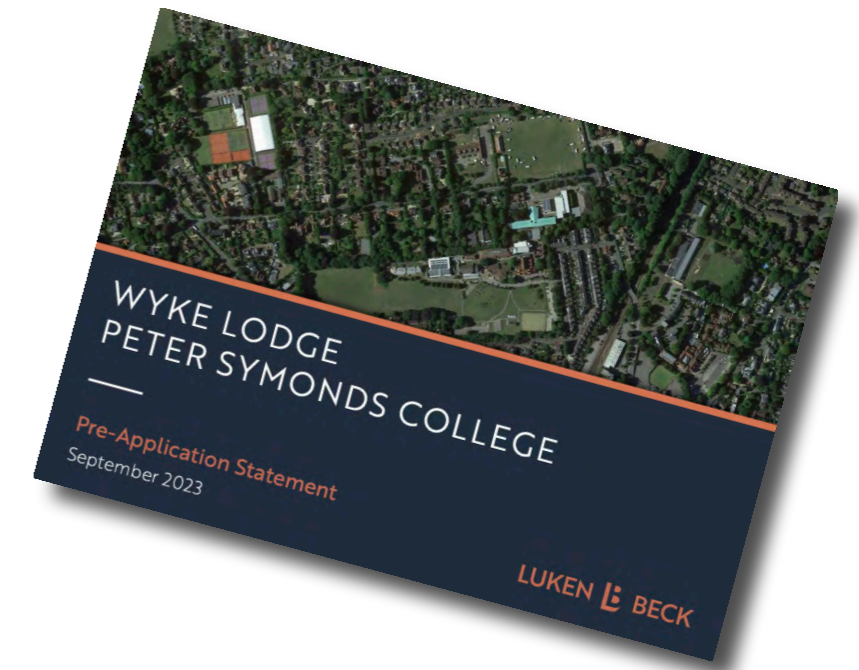 WYKE LODGE
PETER SYMONDS COLLEGE
Pre-Application Statement
September 2023
LUKEN BECK